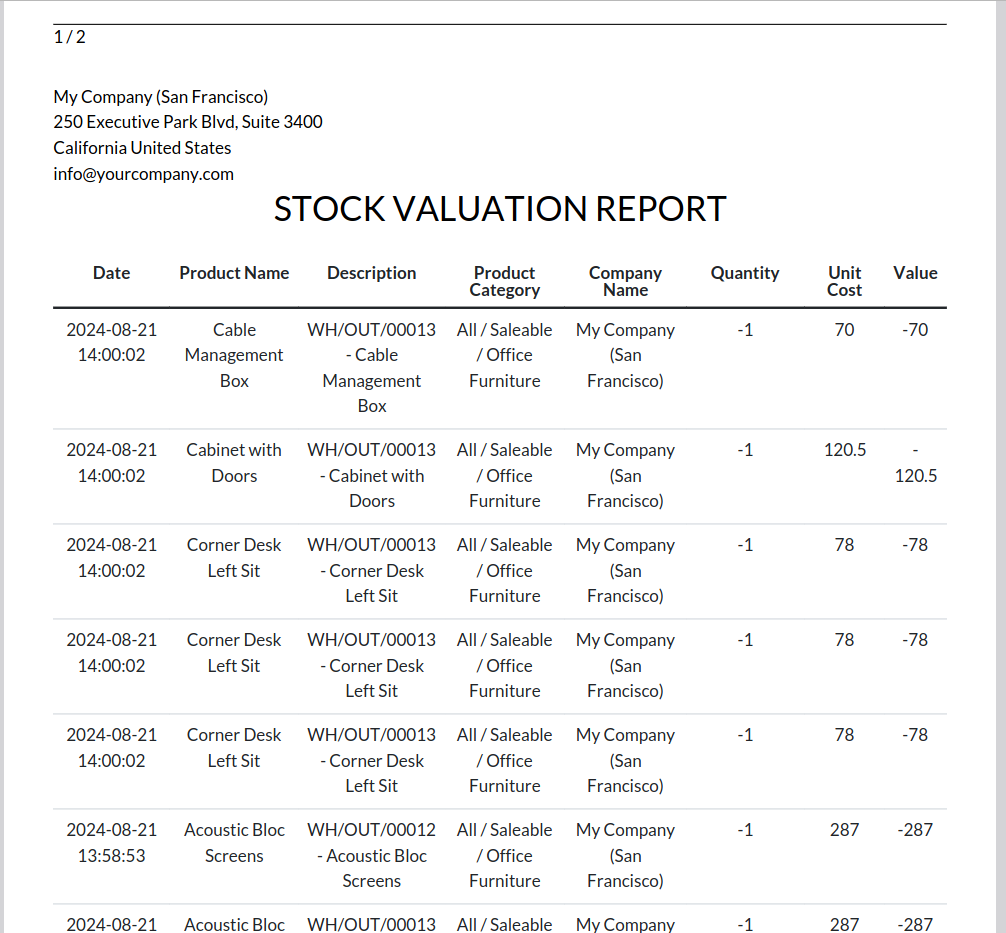 1 / 2
My Company (San Francisco)
250 Executive Park Blvd, Suite 3400
California United States
info@yourcompany.com
STOCK VALUATION REPORT
Date Product Name Description Product Category Company Name Quantity Unit Cost Value
2024-08-21 Cable WH/OUT/00013 All / Saleable My Company -1 70 -70
14:00:02 Management - Cable / Office (San
Box Management Furniture Francisco)
Box
2024-08-21 Cabinet with WH/OUT/00013 All / Saleable My Company -1 120.5 -
14:00:02 Doors - Cabinet with / Office (San 120.5
Doors Furniture Francisco)
2024-08-21 Corner Desk WH/OUT/00013 All / Saleable My Company -1 78 -78
14:00:02 Left Sit - Corner Desk / Office (San
Left Sit Furniture Francisco)
2024-08-21 Corner Desk WH/OUT/00013 All / Saleable My Company -1 78 -78
14:00:02 Left Sit - Corner Desk / Office (San
Left Sit Furniture Francisco)
2024-08-21 Corner Desk WH/OUT/00013 All / Saleable My Company -1 78 -78
14:00:02 Left Sit - Corner Desk / Office (San
Left Sit Furniture Francisco)
2024-08-21 Acoustic Bloc WH/OUT/00012 All / Saleable My Company -1 287 -287
13:58:53 Screens - Acoustic Bloc / Office (San
Screens Furniture Francisco)
2024-08-21 Acoustic Bloc WH/OUT/00013 All / Saleable My Company -1 287 -287